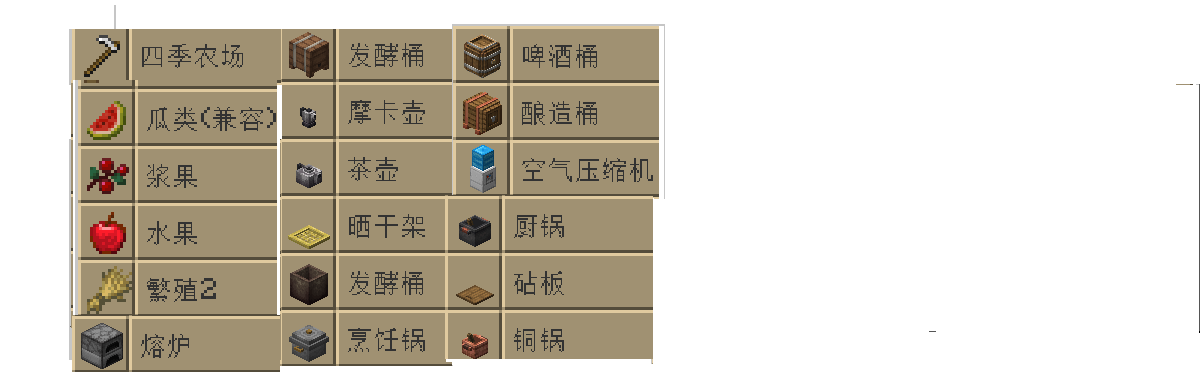 四季农场
发酵桶
啤酒桶
瓜类(兼容)
摩卡壶
酿造桶
浆果
茶壶
空气压缩机
水果
晒干架
厨锅
繁殖2
发酵桶
砧板
熔炉
烹饪锅
铜锅